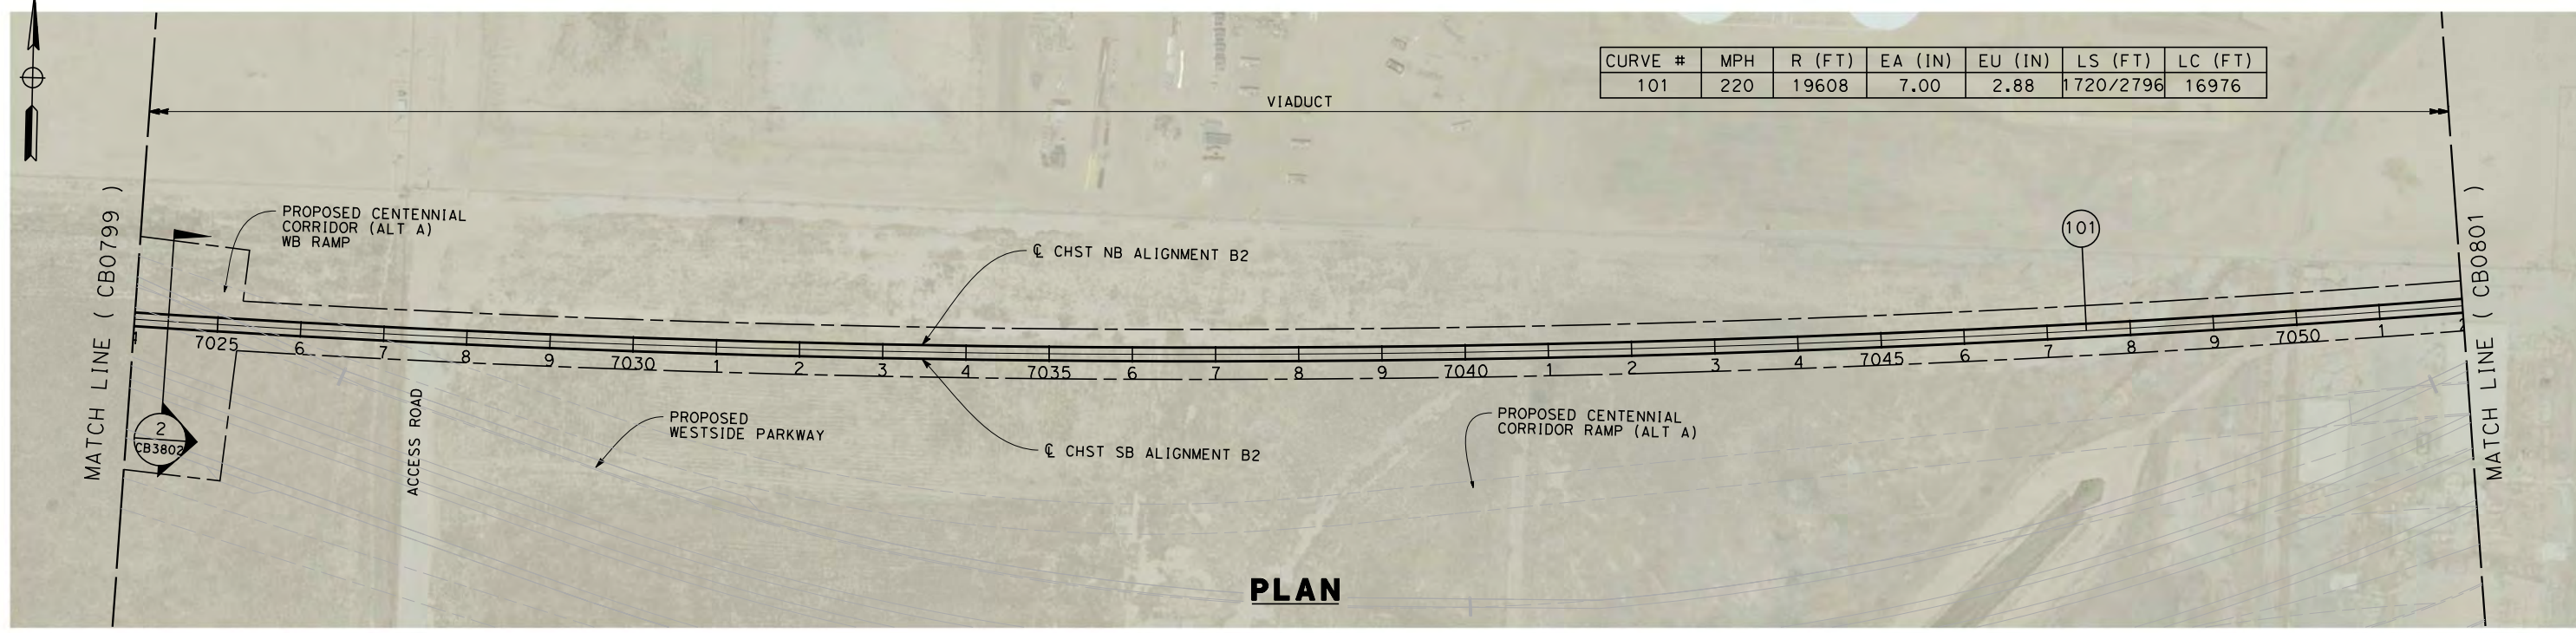 CURVE # MPH R (FT) EA (IN) EU (IN) LS (FT) LC (FT)
101 220 19608 7.00 2.88 1720/2796 16976
VIADUCT
MATCH LINE ( CB0799 )
PROPOSED CENTENNIAL
CORRIDOR (ALT A)
WB RAMP
℄ CHST NB ALIGNMENT B2
101
MATCH LINE ( CB0801 )
7025 6 7 8 9 7030 1 2 3 4 7035 6 7 8 9 7040 1 2 3 4 7045 6 7 8 9 7050 1
2
CB3802
ACCESS ROAD
PROPOSED
WESTSIDE PARKWAY
℄ CHST SB ALIGNMENT B2
PROPOSED CENTENNIAL
CORRIDOR RAMP (ALT A)
PLAN